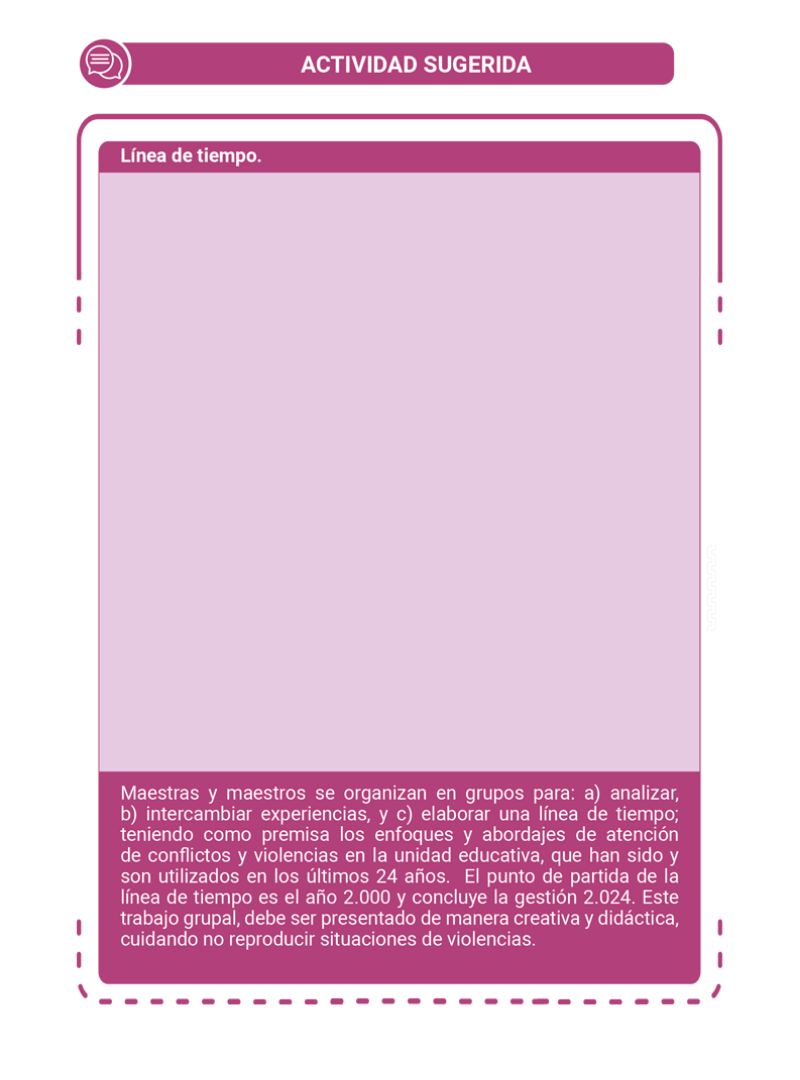 ACTIVIDAD SUGERIDA
Línea de tiempo.
Maestras y maestros se organizan en grupos para: a) analizar,
b) intercambiar experiencias, y c) elaborar una línea de tiempo;
teniendo como premisa los enfoques y abordajes de atención
de conflictos y violencias en la unidad educativa, que han sido y
son utilizados en los últimos 24 años.  El punto de partida de la
línea de tiempo es el año 2.000 y concluye la gestión 2.024. Este
trabajo grupal, debe ser presentado de manera creativa y didáctica,
cuidando no reproducir situaciones de violencias.